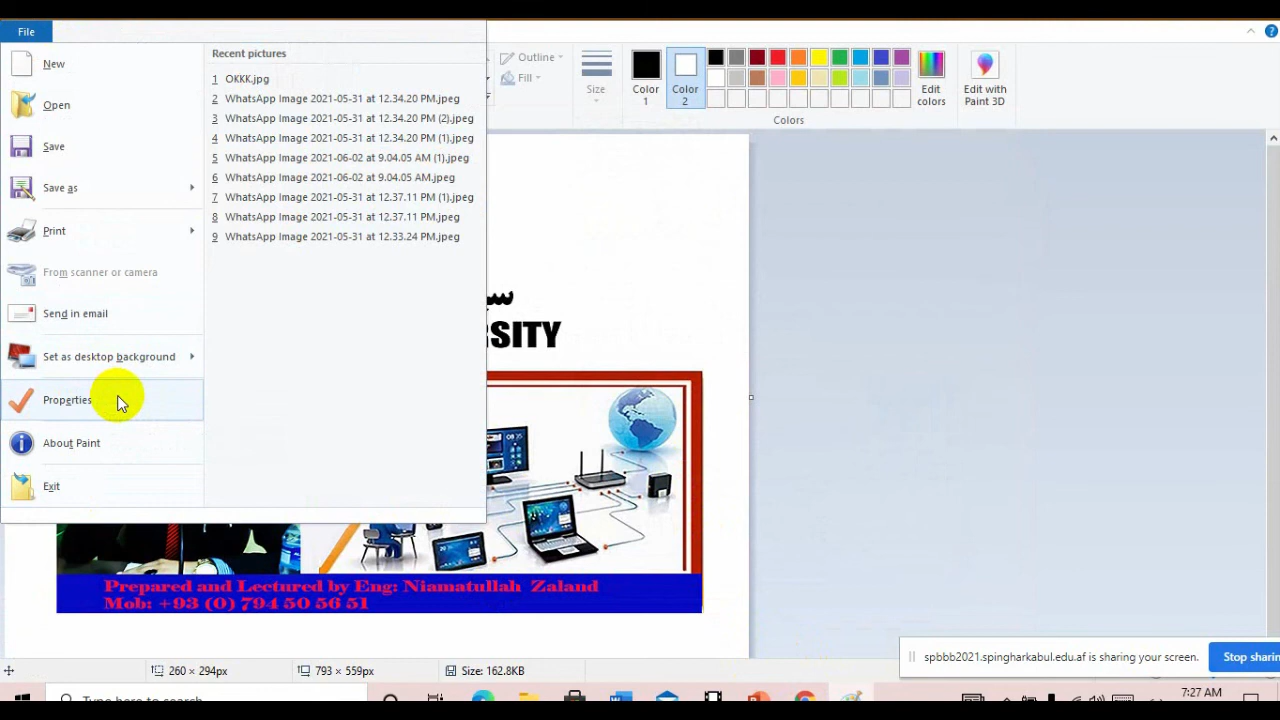 File
Recent pictures
New
1 OKKK.jpg
2 WhatsApp Image 2021-05-31 at 12.34.20 PM.jpeg
Open
3 WhatsApp Image 2021-05-31 at 12.34.20 PM (2).jpeg
4 WhatsApp Image 2021-05-31 at 12.34.20 PM (1).jpeg
Save
5 WhatsApp Image 2021-06-02 at 9.04.05 AM (1).jpeg
6 WhatsApp Image 2021-06-02 at 9.04.05 AM.jpeg
Save as
7 WhatsApp Image 2021-05-31 at 12.37.11 PM (1).jpeg
8 WhatsApp Image 2021-05-31 at 12.37.11 PM.jpeg
Print
9 WhatsApp Image 2021-05-31 at 12.33.24 PM.jpeg
From scanner or camera
Send in email
Set as desktop background
Properties
About Paint
Exit
Outline
Fill
Size
Color 1
Color 2
Edit colors
Edit with Paint 3D
Colors
RSITY
Prepared and Lectured by Eng: Niamatullah Zaland
Mob: +93 (0) 794 50 56 51
spbbb2021.spingharkabul.edu.af is sharing your screen.
Stop sharin
260 × 294px
793 × 559px
Size: 162.8KB
Type here to search
7:27 AM